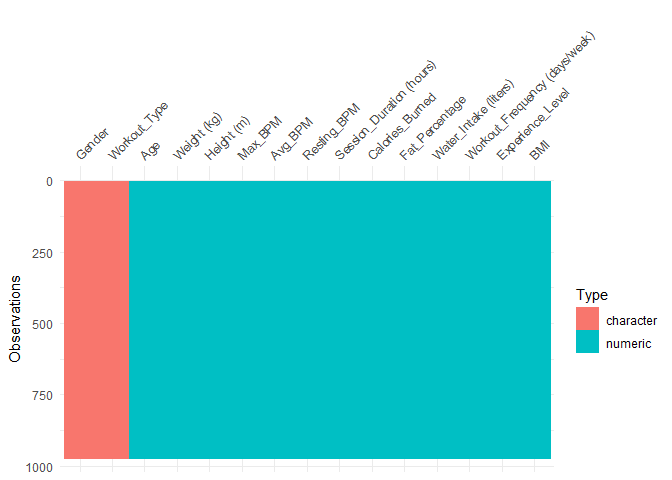 Gender
Workout_Type
Age
Weight (kg)
Height (m)
Max_BPM
Avg_BPM
Resting_BPM
Session_Duration (hours)
Calories_Burned
Fat_Percentage
Water_Intake (liters)
Workout_Frequency (days/week)
Experience_Level
BMI
0
250
500
750
1000
Observations
Type
character
numeric